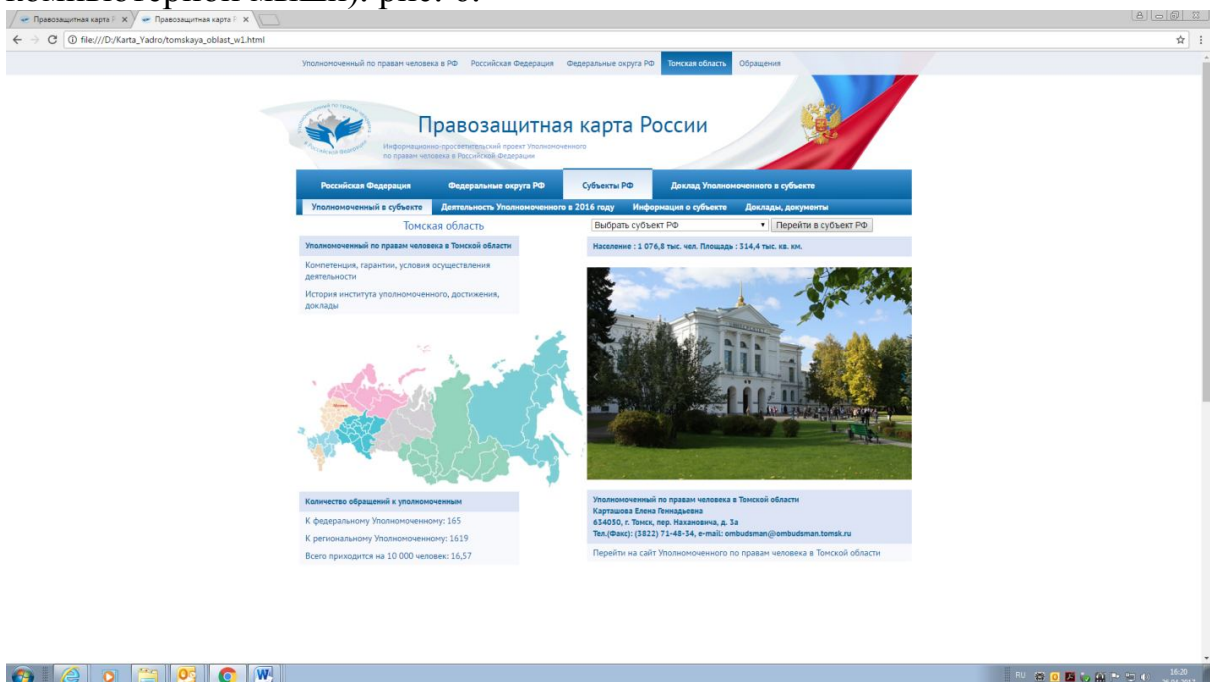 компьютерной мыши). рис. 6.
Правозащитная карта Р
Правозащитная карта Р
file:///D:/Karta_Yadro/tomskaya_oblast_w1.html
Уполномоченный по правам человека в РФ Российская Федерация Федеральные округа РФ Томская область Обращения
Правозащитная карта России
Информационно-просветительский проект Уполномоченного
по правам человека в Российской Федерации
Российская Федерация Федеральные округа РФ Субъекты РФ Доклад Уполномоченного в субъекте
Уполномоченный в субъекте Деятельность Уполномоченного в 2016 году Информация о субъекте Доклады, документы
Томская область
Выбрать субъект РФ Перейти в субъект РФ
Уполномоченный по правам человека в Томской области
Компетенция, гарантии, условия осуществления
деятельности
История института уполномоченного, достижения,
доклады
Население : 1 076,8 тыс. чел. Площадь : 314,4 тыс. кв. км.
Москва
Количество обращений к уполномоченным
К федеральному Уполномоченному: 165
К региональному Уполномоченному: 1619
Всего приходится на 10 000 человек: 16,57
Уполномоченный по правам человека в Томской области
Карташова Елена Геннадьевна
634050, г. Томск, пер. Нахановича, д. 3а
Тел.(Факс): (3822) 71-48-34, e-mail: ombudsman@ombudsman.tomsk.ru
Перейти на сайт Уполномоченного по правам человека в Томской области
RU
16:20